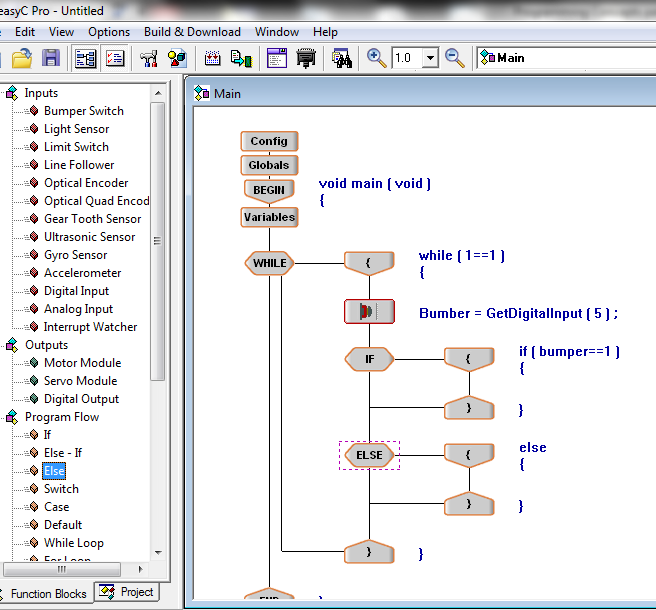 easyC Pro - Untitled
Edit View Options Build & Download Window Help
1.0
Main
Inputs
Bumper Switch
Light Sensor
Limit Switch
Line Follower
Optical Encoder
Optical Quad Encod
Gear Tooth Sensor
Ultrasonic Sensor
Gyro Sensor
Accelerometer
Digital Input
Analog Input
Interrupt Watcher
Outputs
Motor Module
Servo Module
Digital Output
Program Flow
If
Else - If
Else
Switch
Case
Default
While Loop
For Loop
Function Blocks
Project
Main
Config
Globals
BEGIN void main ( void )
{
Variables
WHILE { while ( 1==1 )
{
Bumber = GetDigitalInput ( 5 ) ;
IF { if ( bumper==1 )
{
} }
ELSE { else
{
} }
} }
END }